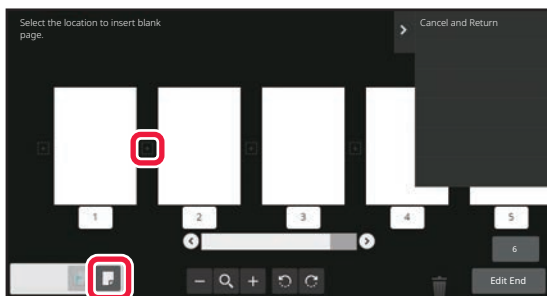 Select the location to insert blank
page.
Cancel and Return
1
2
3
4
5
6
Edit End